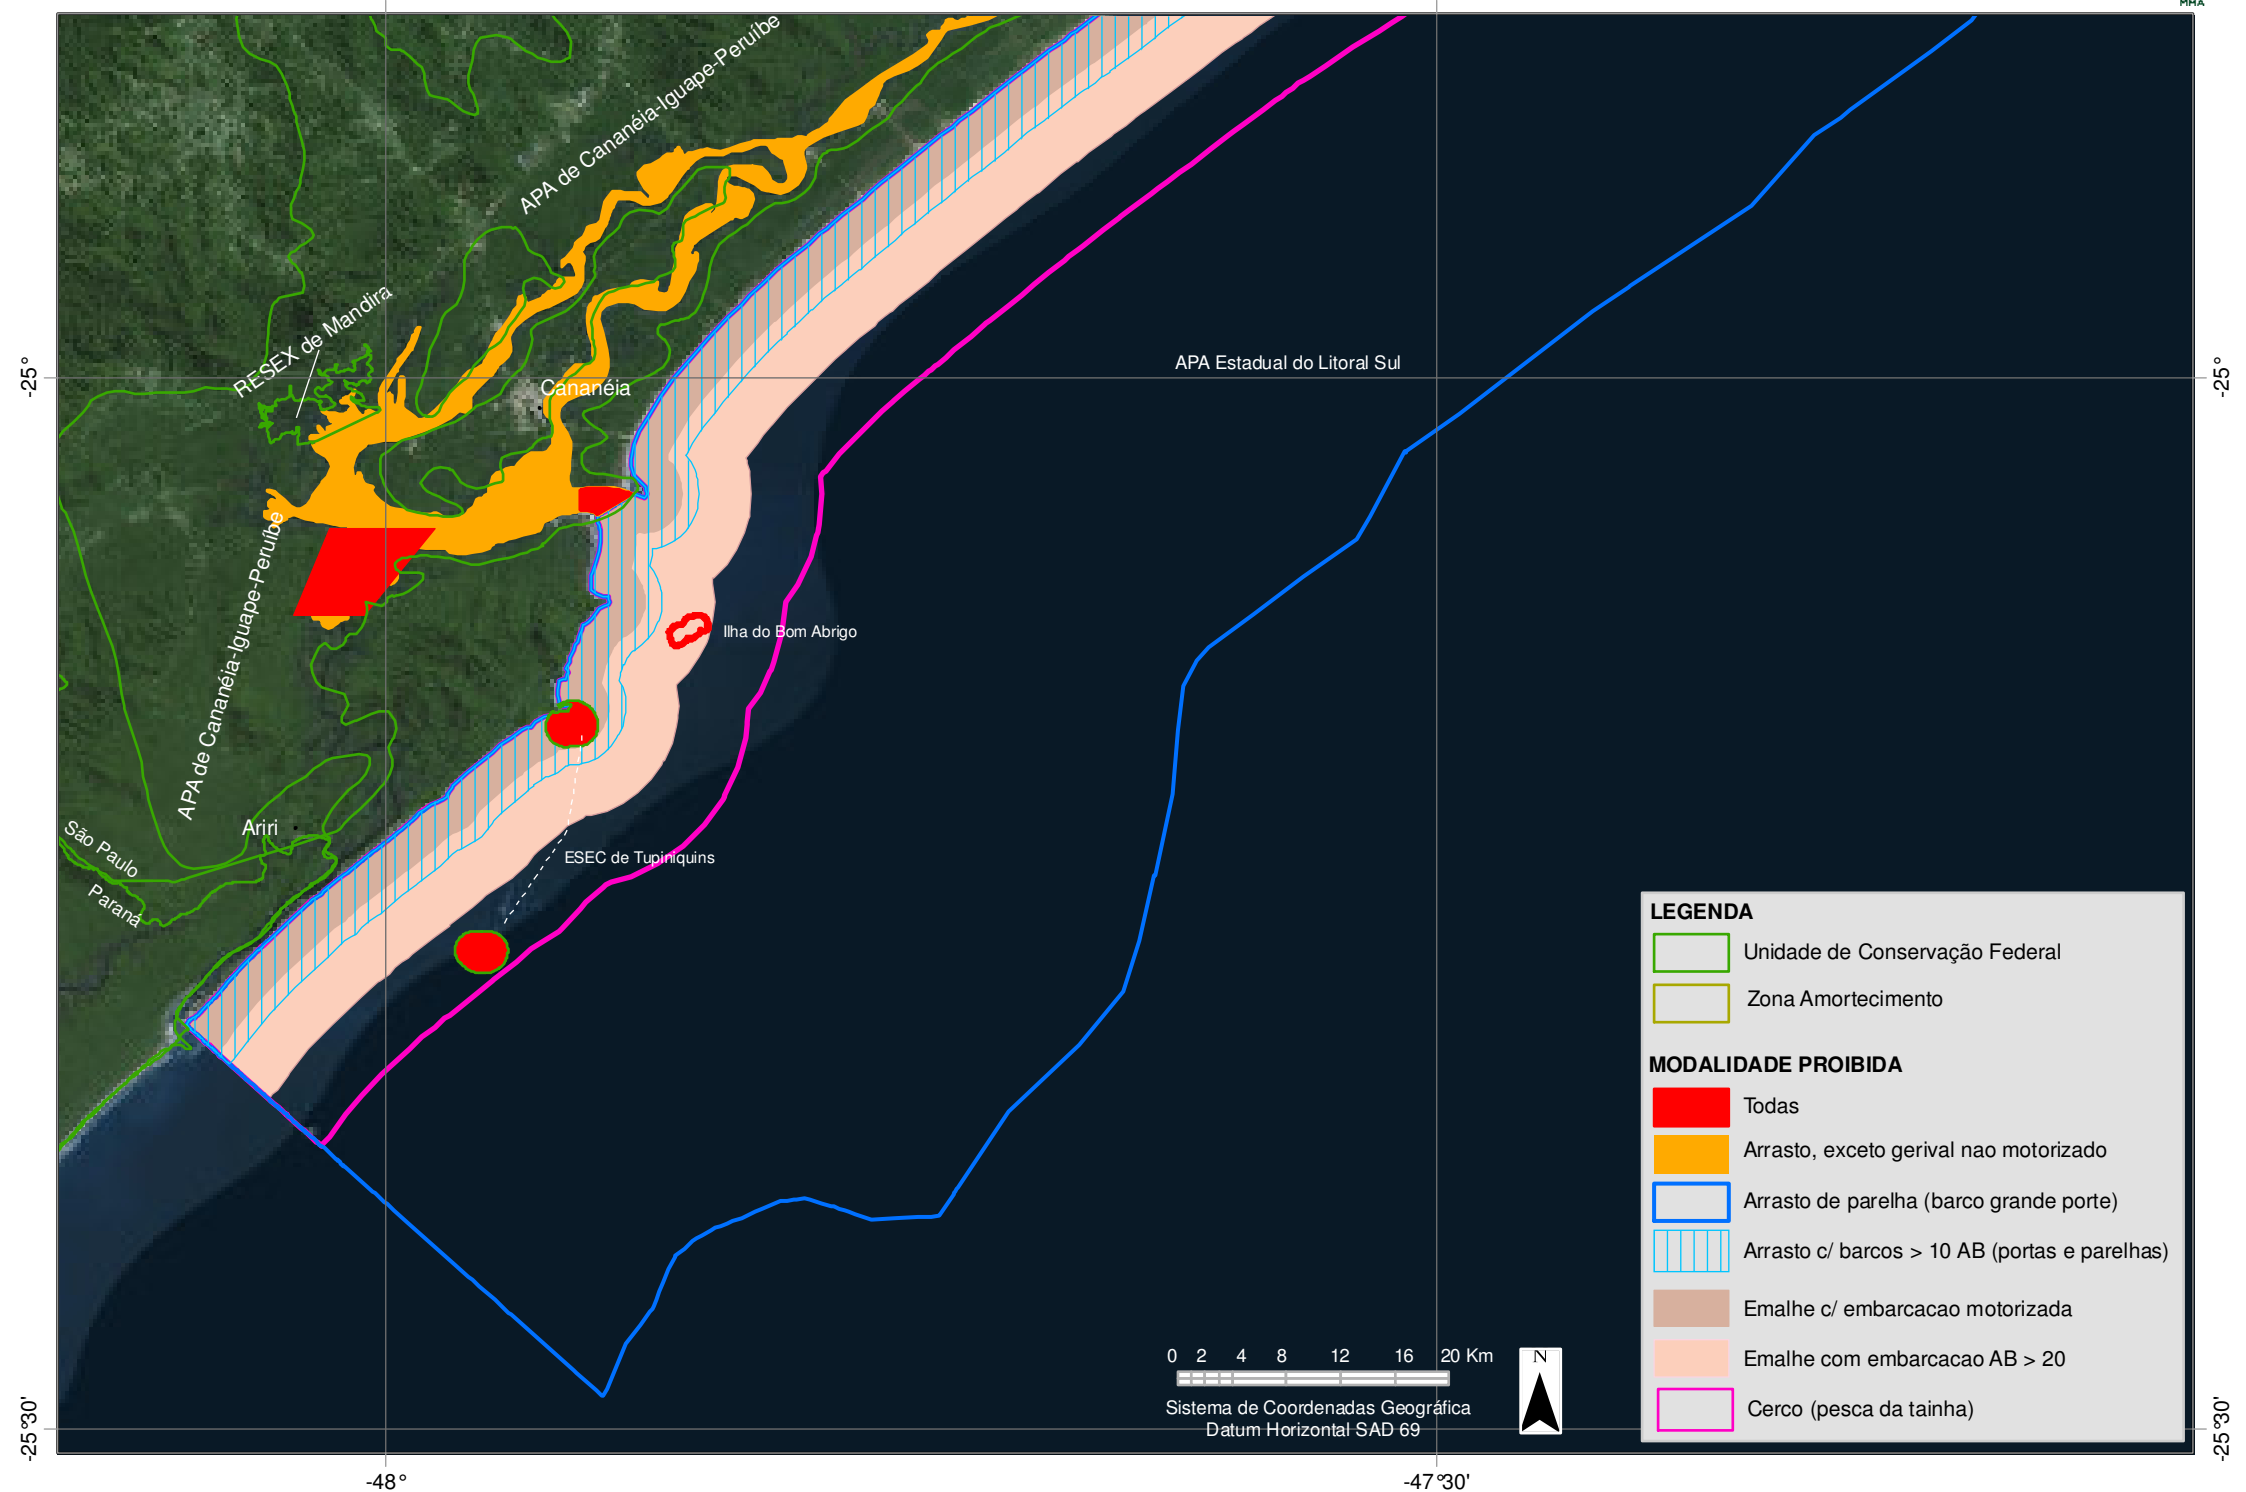 MMA
APA de Cananéia-Iguape-Peruíbe
RESEX de Mandira
-25°
-25°
APA Estadual do Litoral Sul
Cananéia
APA de Cananéia-Iguape-Peruíbe
Ilha do Bom Abrigo
Ariri
São Paulo
Paraná
ESEC de Tupiniquins
LEGENDA
Unidade de Conservação Federal
Zona Amortecimento
MODALIDADE PROIBIDA
Todas
Arrasto, exceto gerival nao motorizado
Arrasto de parelha (barco grande porte)
Arrasto c/ barcos > 10 AB (portas e parelhas)
Emalhe c/ embarcacao motorizada
Emalhe com embarcacao AB > 20
Cerco (pesca da tainha)
0 2 4 8 12 16 20 Km
N
Sistema de Coordenadas Geográfica
Datum Horizontal SAD 69
-25°30'
-25°30'
-48°
-47°30'